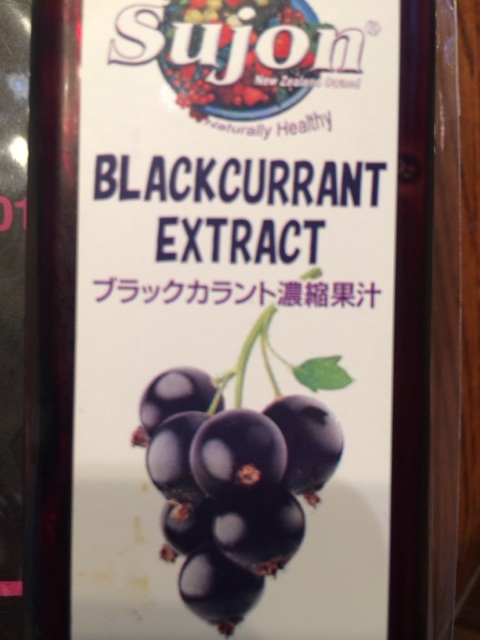 Sujon®
New Zealand Grown
Naturally Healthy
BLACKCURRANT
EXTRACT
ブラックカラント濃縮果汁
01